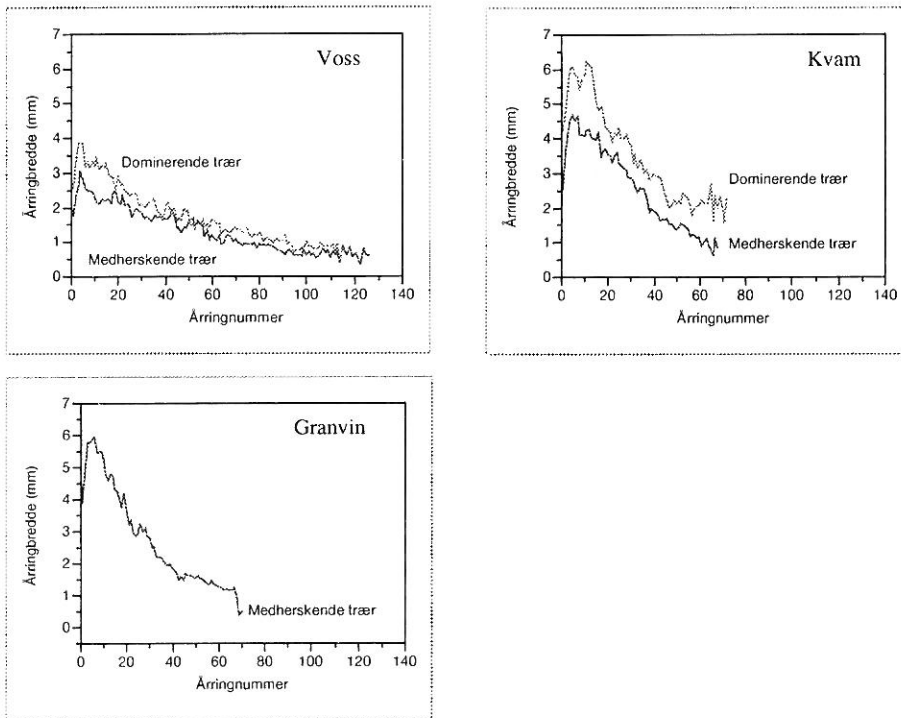 Voss
7
6
5
4
3
2
1
0
Årringbredde (mm)
Dominerende trær
Medherskende trær
0 20 40 60 80 100 120 140
Årringnummer
Kvam
7
6
5
4
3
2
1
0
Årringbredde (mm)
Dominerende trær
Medherskende trær
0 20 40 60 80 100 120 140
Årringnummer
Granvin
7
6
5
4
3
2
1
0
Årringbredde (mm)
Medherskende trær
0 20 40 60 80 100 120 140
Årringnummer